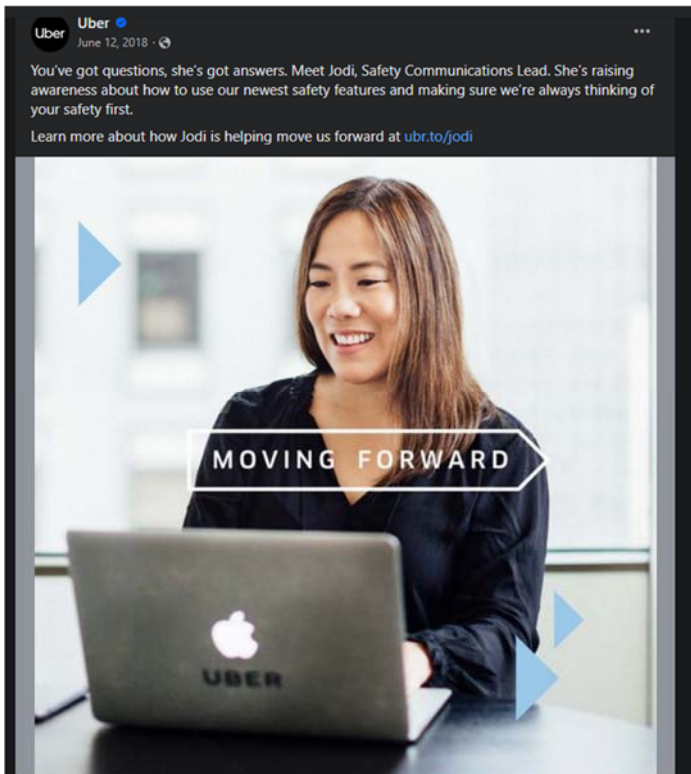 Uber
Uber
June 12, 2018 ·
You've got questions, she's got answers. Meet Jodi, Safety Communications Lead. She's raising
awareness about how to use our newest safety features and making sure we're always thinking of
your safety first.
Learn more about how Jodi is helping move us forward at ubr.to/jodi
MOVING FORWARD
UBER